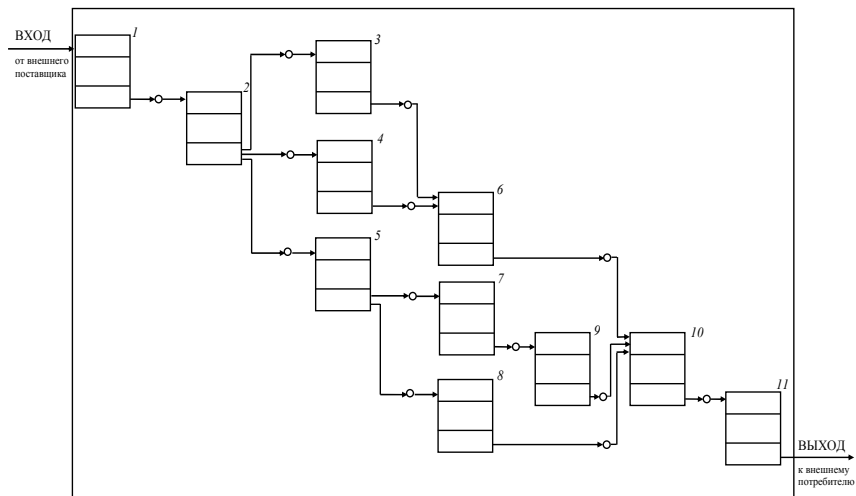 ВХОД
от внешнего
поставщика
1
2
3
4
5
6
7
8
9
10
11
ВЫХОД
к внешнему
потребителю